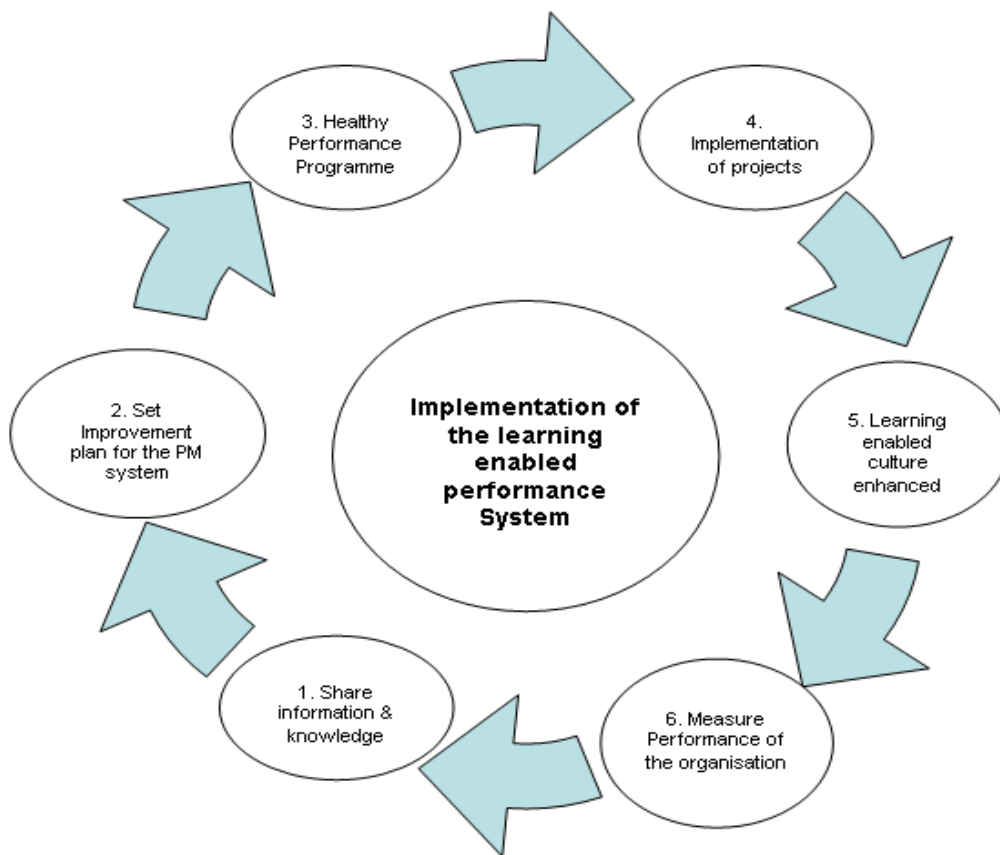 3. Healthy
Performance
Programme
4.
Implementation
of projects
2. Set
Improvement
plan for the PM
system
Implementation of
the learning
enabled
performance
System
5. Learning
enabled
culture
enhanced
1. Share
information &
knowledge
6. Measure
Performance of
the organisation